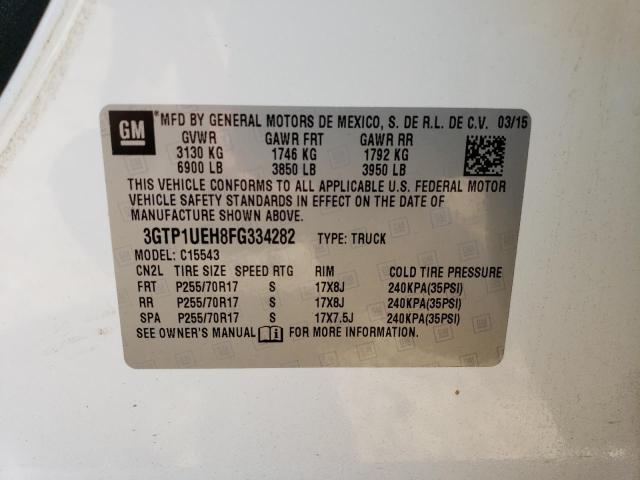 GM *MFD BY GENERAL MOTORS DE MEXICO, S. DE R.L. DE C.V. 03/15
GVWR GAWR FRT GAWR RR
3130 KG 1746 KG 1792 KG
6900 LB 3850 LB 3950 LB
THIS VEHICLE CONFORMS TO ALL APPLICABLE U.S. FEDERAL MOTOR
VEHICLE SAFETY STANDARDS IN EFFECT ON THE DATE OF
MANUFACTURE SHOWN ABOVE.
3GTP1UEH8FG334282 TYPE: TRUCK
MODEL: C15543
CN2L TIRE SIZE SPEED RTG RIM COLD TIRE PRESSURE
FRT P255/70R17 S 17X8J 240KPA(35PSI)
RR P255/70R17 S 17X8J 240KPA(35PSI)
SPA P255/70R17 S 17X7.5J 240KPA(35PSI)
SEE OWNER'S MANUAL i FOR MORE INFORMATION.